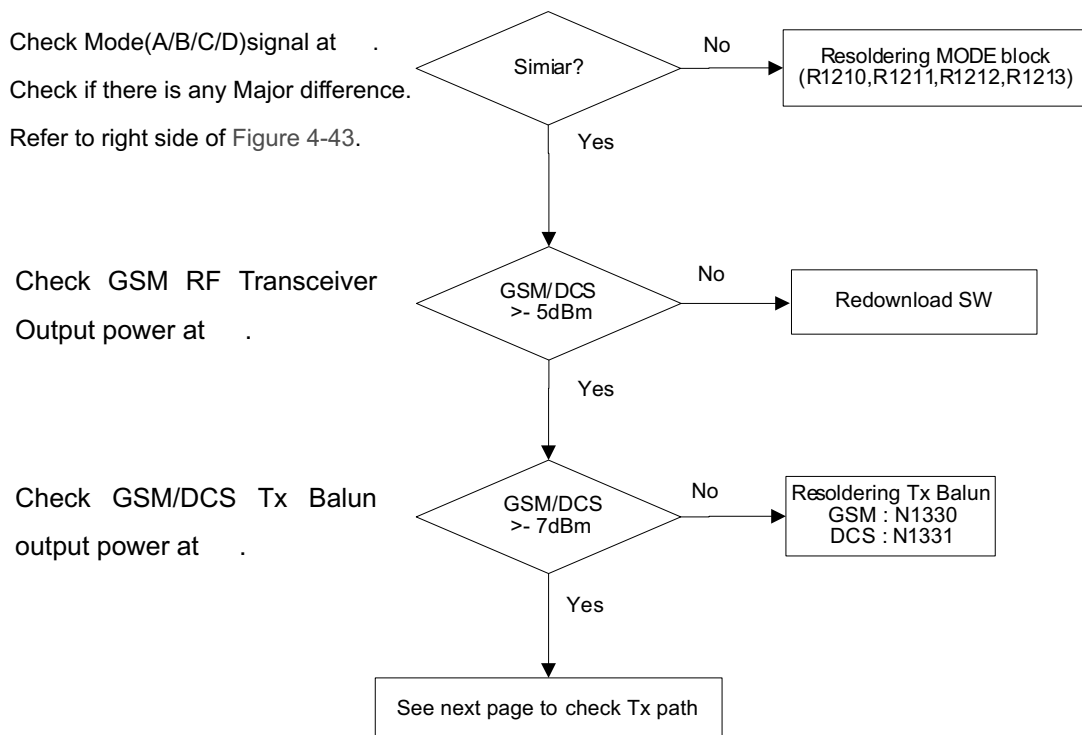 Check Mode(A/B/C/D)signal at .
Check if there is any Major difference.
Refer to right side of Figure 4-43.
Simiar?
No
Resoldering MODE block
(R1210,R1211,R1212,R1213)
Yes
Check GSM RF Transceiver
Output power at .
GSM/DCS
>- 5dBm
No
Redownload SW
Yes
Check GSM/DCS Tx Balun
output power at .
GSM/DCS
>- 7dBm
No
Resoldering Tx Balun
GSM : N1330
DCS : N1331
Yes
See next page to check Tx path